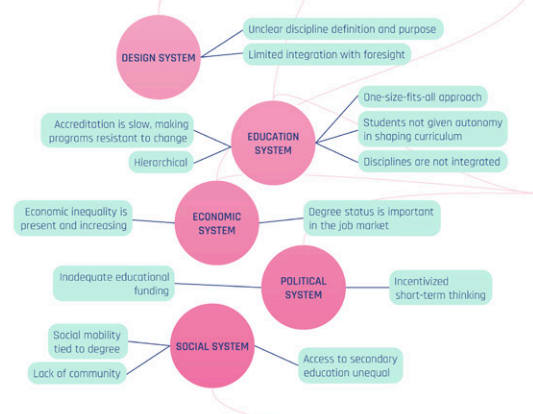 DESIGN SYSTEM
Unclear discipline definition and purpose
Limited integration with foresight
EDUCATION
SYSTEM
Accreditation is slow, making
programs resistant to change
Hierarchical
One-size-fits-all approach
Students not given autonomy
in shaping curriculum
Disciplines are not integrated
ECONOMIC
SYSTEM
Economic inequality is
present and increasing
Degree status is important
in the job market
POLITICAL
SYSTEM
Inadequate educational
funding
Incentivized
short-term thinking
SOCIAL SYSTEM
Social mobility
tied to degree
Lack of community
Access to secondary
education unequal